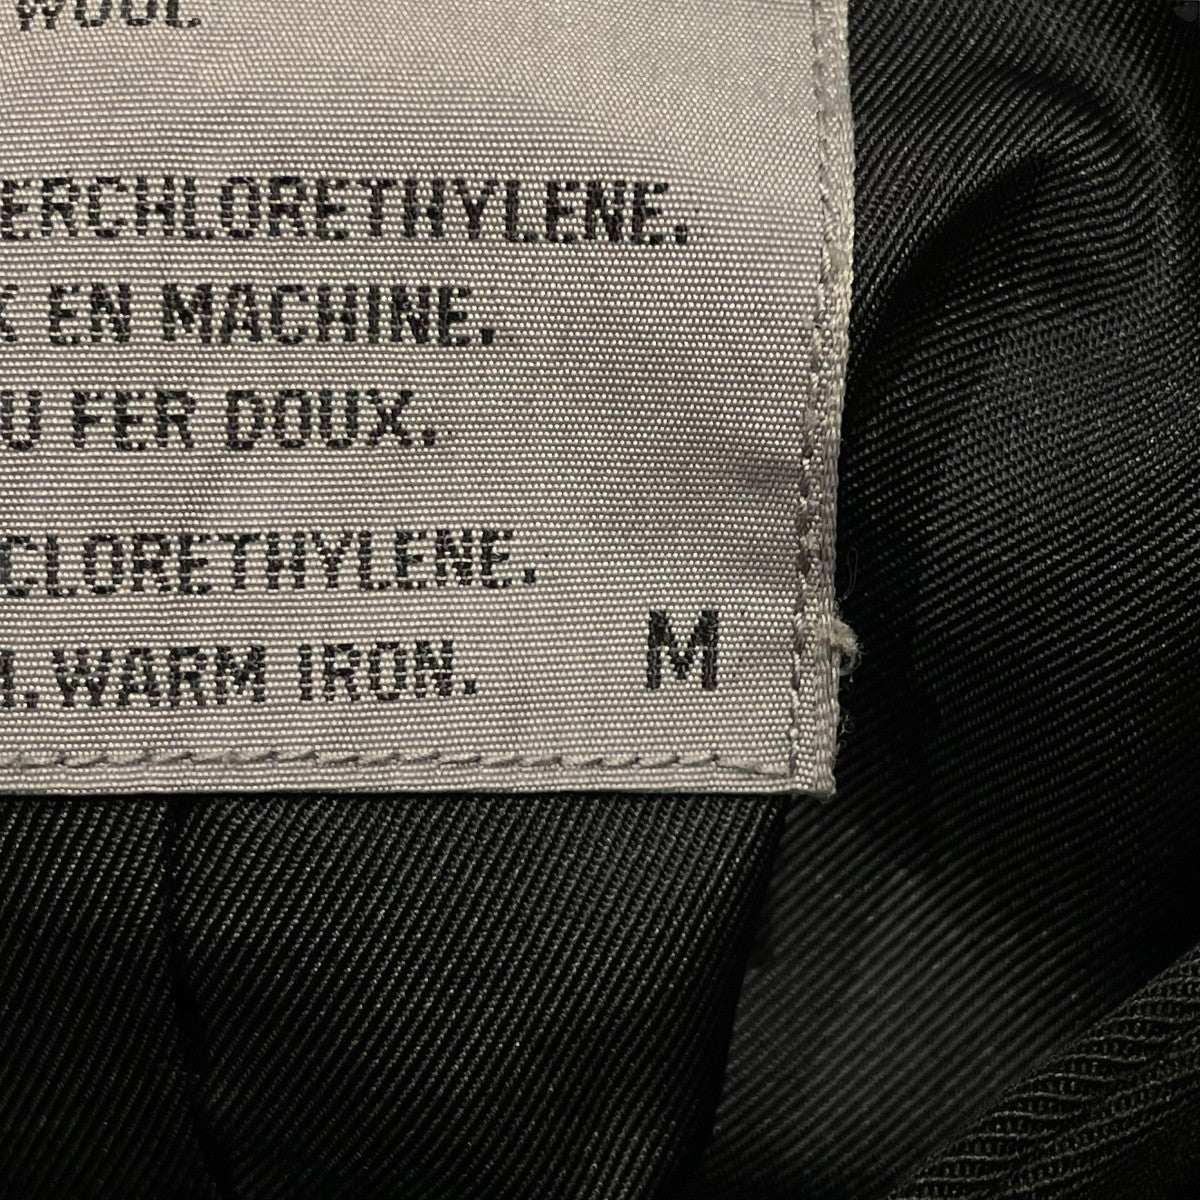 WOOL
ERCHLORETHYLENE.
X EN MACHINE.
U FER DOUX.
CLORETHYLENE.
.WARM IRON.
M